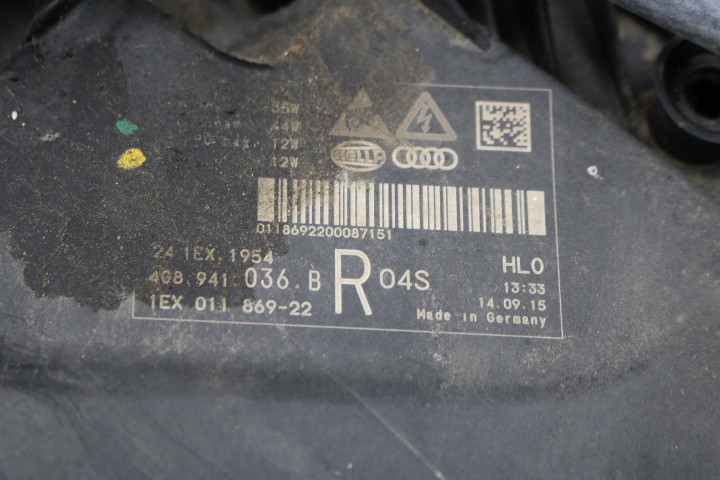 35W
44W
12W
12W
HELLA
0118692200087151
24 1EX.1954
4G8.941.036.B R 04S
HL0
13:33
1EX 011 869-22
14.09.15
Made in Germany